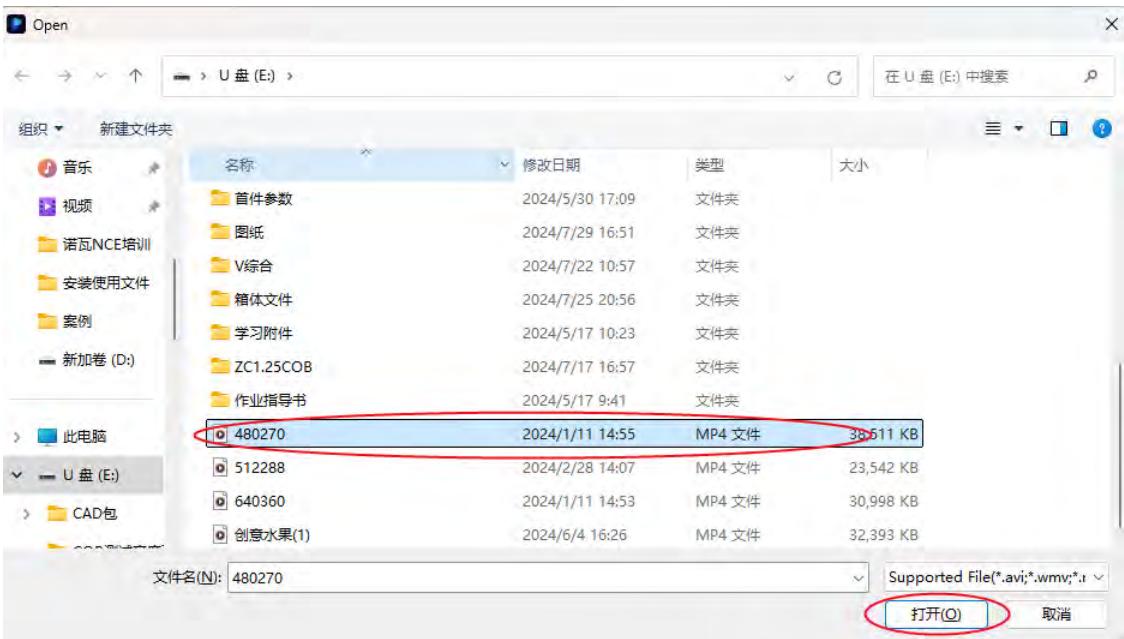 Open
U 盘 (E:)
在 U 盘 (E:) 中搜索
组织 新建文件夹
名称 修改日期 类型 大小
音乐
视频
诺瓦NCE培训
安装使用文件
案例
新加卷 (D:)
此电脑
U 盘 (E:)
CAD包
首件参数 2024/5/30 17:09 文件夹
图纸 2024/7/29 16:51 文件夹
V综合 2024/7/22 10:57 文件夹
箱体文件 2024/7/25 20:56 文件夹
学习附件 2024/5/17 10:23 文件夹
ZC1.25COB 2024/7/17 16:57 文件夹
作业指导书 2024/5/17 9:41 文件夹
480270 2024/1/11 14:55 MP4 文件 38,511 KB
512288 2024/2/28 14:07 MP4 文件 23,542 KB
640360 2024/1/11 14:53 MP4 文件 30,998 KB
创意水果(1) 2024/6/4 16:26 MP4 文件 32,393 KB
文件名(N): 480270
Supported File(*.avi;*.wmv;*.r
打开(O) 取消